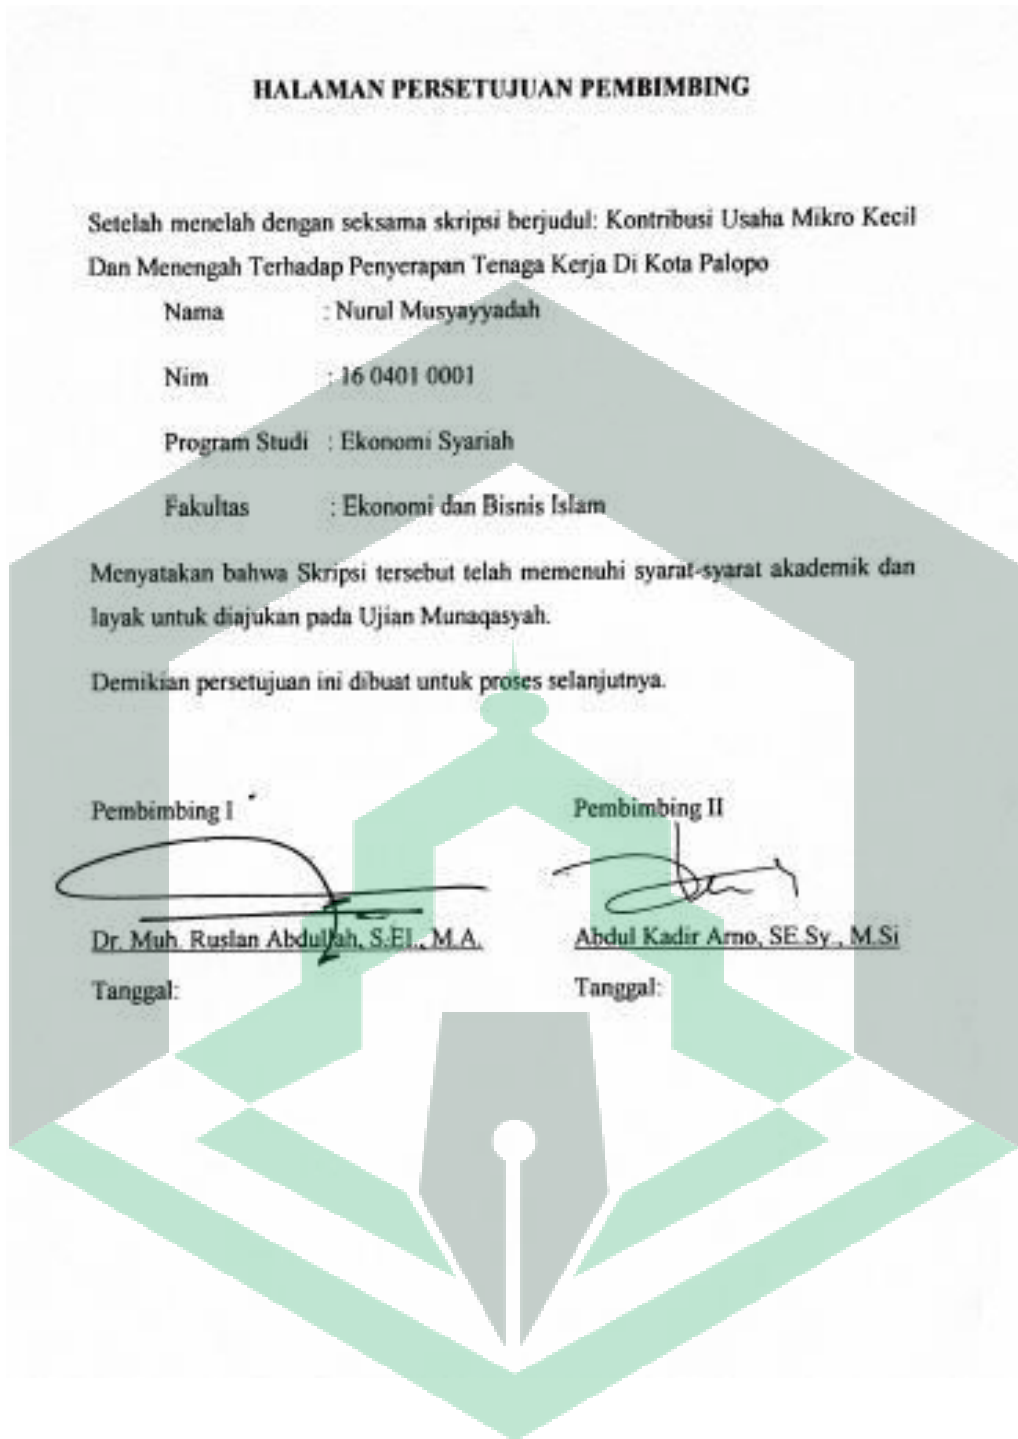 HALAMAN PERSETUJUAN PEMBIMBING
Setelah menelah dengan seksama skripsi berjudul: Kontribusi Usaha Mikro Kecil
Dan Menengah Terhadap Penyerapan Tenaga Kerja Di Kota Palopo
Nama : Nurul Musyayyadah
Nim : 16 0401 0001
Program Studi : Ekonomi Syariah
Fakultas : Ekonomi dan Bisnis Islam
Menyatakan bahwa Skripsi tersebut telah memenuhi syarat-syarat akademik dan
layak untuk diajukan pada Ujian Munaqasyah.
Demikian persetujuan ini dibuat untuk proses selanjutnya.
Pembimbing I Pembimbing II
Dr. Muh. Ruslan Abdullah, S.EI., M.A. Abdul Kadir Arno, SE.Sy., M.Si
Tanggal: Tanggal: